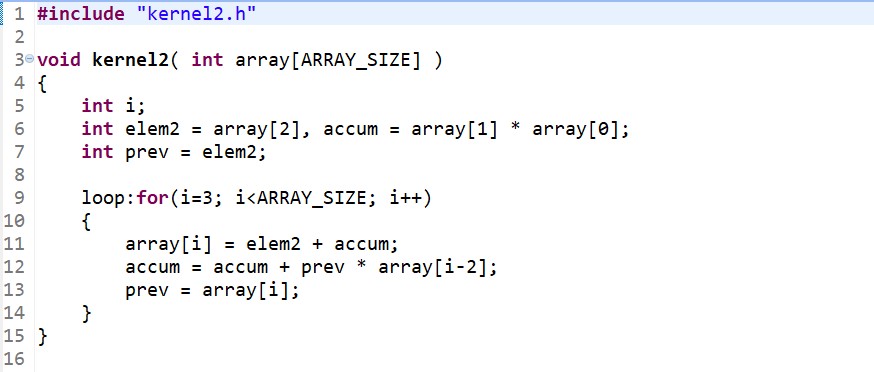 1 #include "kernel2.h"
2
3 void kernel2( int array[ARRAY_SIZE] )
4 {
5     int i;
6     int elem2 = array[2], accum = array[1] * array[0];
7     int prev = elem2;
8
9     loop:for(i=3; i<ARRAY_SIZE; i++)
10     {
11         array[i] = elem2 + accum;
12         accum = accum + prev * array[i-2];
13         prev = array[i];
14     }
15 }
16